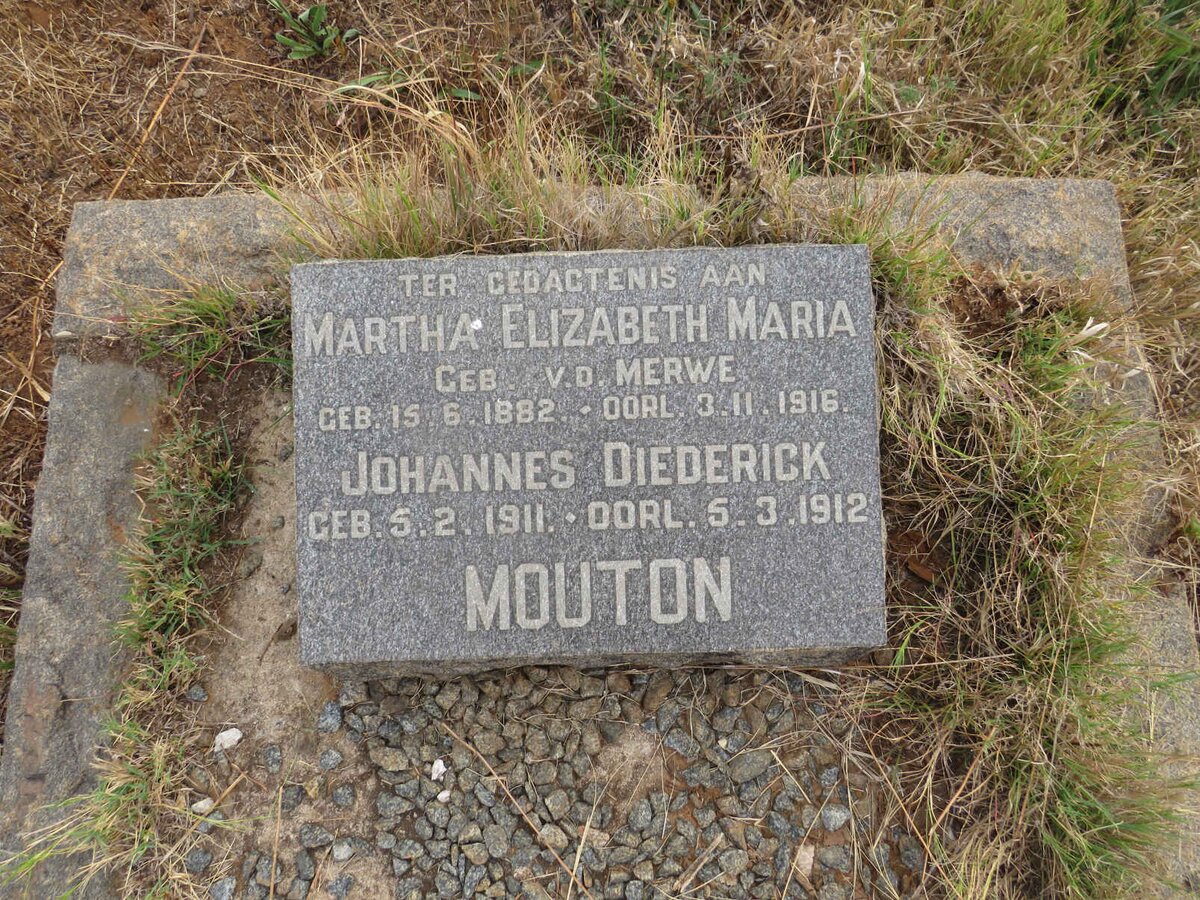 TER GEDAGTENIS AAN
MARTHA ELIZABETH MARIA
GEB. V.D. MERWE
GEB. 15.6.1882. OORL. 3.11.1916.
JOHANNES DIEDERICK
GEB. 5.2.1911. OORL. 5.3.1912
MOUTON